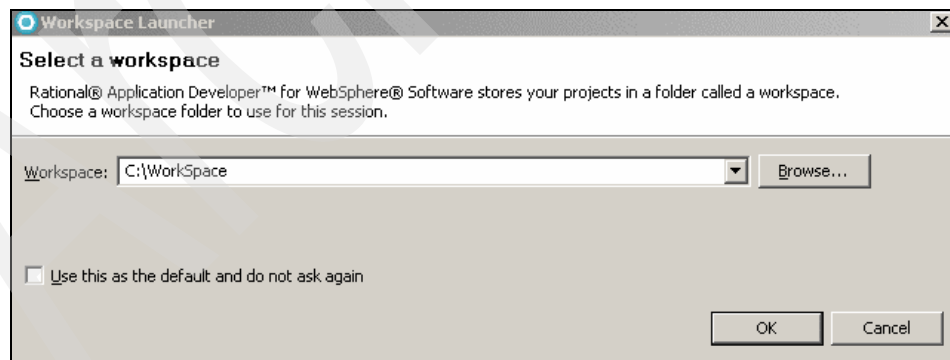 Workspace Launcher
Select a workspace
Rational® Application Developer™ for WebSphere® Software stores your projects in a folder called a workspace.
Choose a workspace folder to use for this session.
Workspace: C:\WorkSpace Browse...
Use this as the default and do not ask again
OK Cancel